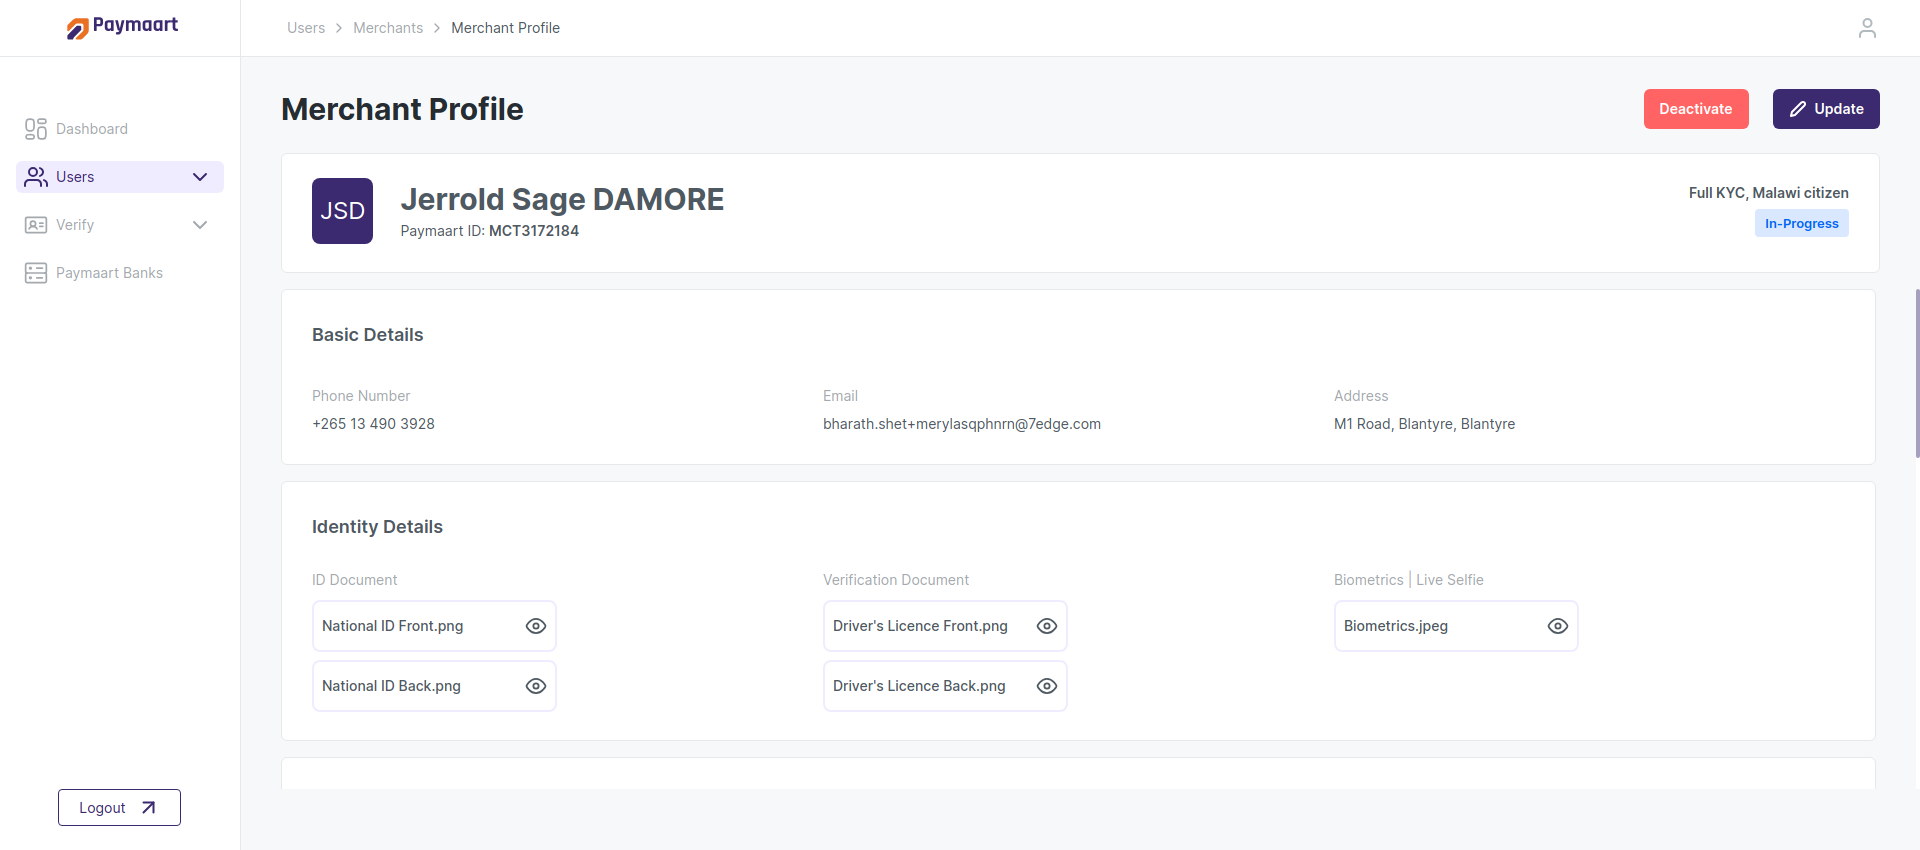 Paymaart
Users > Merchants > Merchant Profile
Dashboard
Users
Verify
Paymaart Banks
Logout
Merchant Profile
Deactivate
Update
JSD
Jerrold Sage DAMORE
Paymaart ID: MCT3172184
Full KYC, Malawi citizen
In-Progress
Basic Details
Phone Number
+265 13 490 3928
Email
bharath.shet+merylasqphnrn@7edge.com
Address
M1 Road, Blantyre, Blantyre
Identity Details
ID Document
National ID Front.png
National ID Back.png
Verification Document
Driver's Licence Front.png
Driver's Licence Back.png
Biometrics | Live Selfie
Biometrics.jpeg